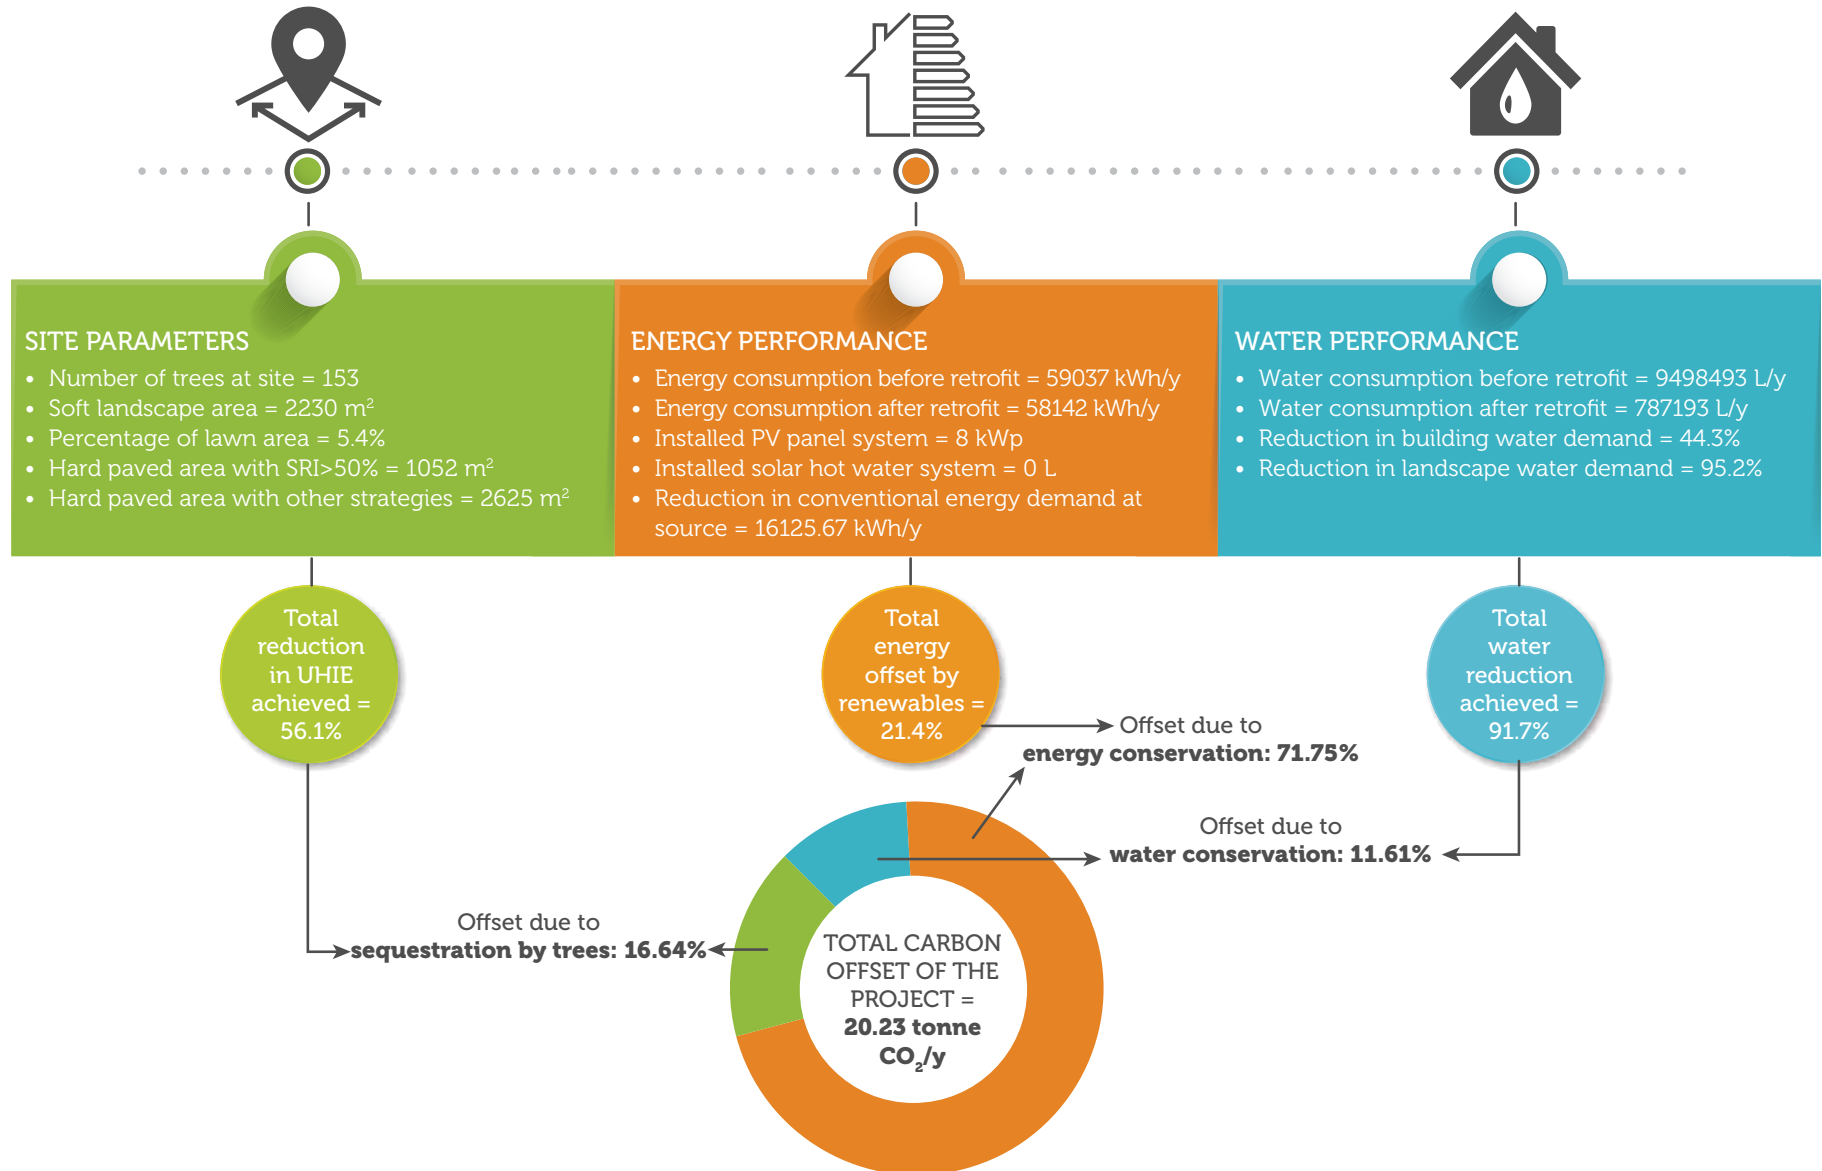 SITE PARAMETERS
• Number of trees at site = 153
• Soft landscape area = 2230 m²
• Percentage of lawn area = 5.4%
• Hard paved area with SRI>50% = 1052 m²
• Hard paved area with other strategies = 2625 m²
ENERGY PERFORMANCE
• Energy consumption before retrofit = 59037 kWh/y
• Energy consumption after retrofit = 58142 kWh/y
• Installed PV panel system = 8 kWp
• Installed solar hot water system = 0 L
• Reduction in conventional energy demand at
source = 16125.67 kWh/y
WATER PERFORMANCE
• Water consumption before retrofit = 9498493 L/y
• Water consumption after retrofit = 787193 L/y
• Reduction in building water demand = 44.3%
• Reduction in landscape water demand = 95.2%
Total
reduction
in UHIE
achieved =
56.1%
Total
energy
offset by
renewables =
21.4%
Total
water
reduction
achieved =
91.7%
Offset due to
energy conservation: 71.75%
Offset due to
water conservation: 11.61%
Offset due to
sequestration by trees: 16.64%
TOTAL CARBON
OFFSET OF THE
PROJECT =
20.23 tonne
CO₂/y